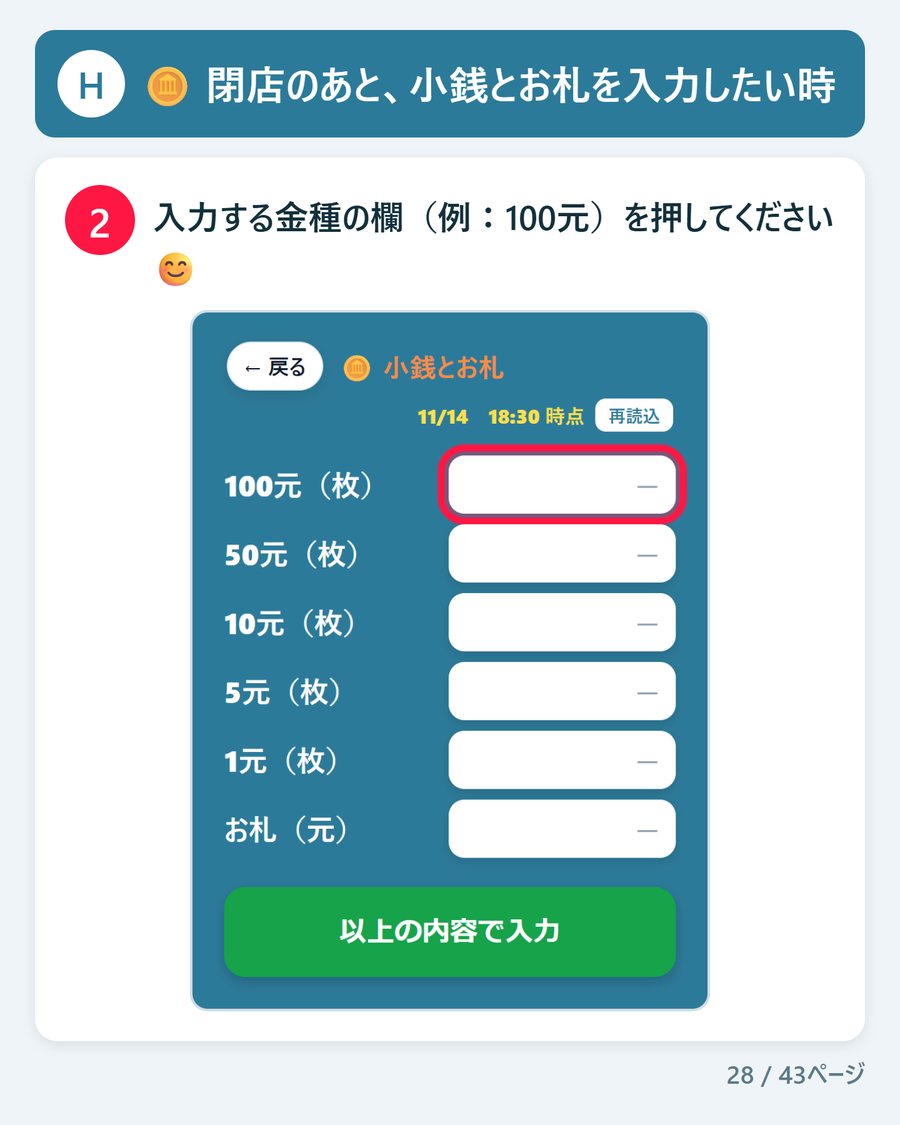 H 閉店のあと、小銭とお札を入力したい時
2 入力する金種の欄（例：100元）を押してください
😊
← 戻る 小銭とお札
11/14 18:30 時点 再読込
100元（枚） —
50元（枚） —
10元（枚） —
5元（枚） —
1元（枚） —
お札（元） —
以上の内容で入力
28 / 43ページ